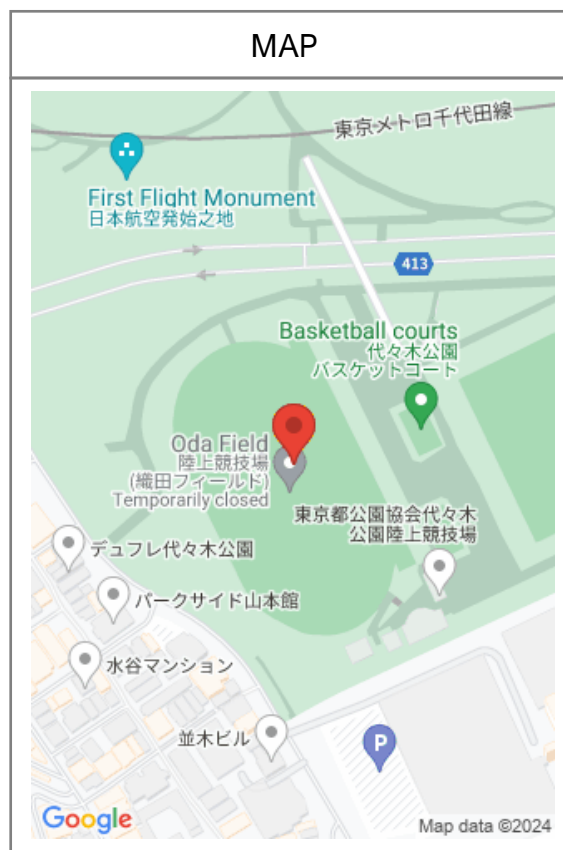 MAP
東京メトロ千代田線
First Flight Monument
日本航空発始之地
413
Basketball courts
代々木公園
バスケットコート
Oda Field
陸上競技場
(織田フィールド)
Temporarily closed
東京都公園協会代々木
公園陸上競技場
デュフレ代々木公園
パークサイド山本館
水谷マンション
並木ビル
P
Google
Map data ©2024